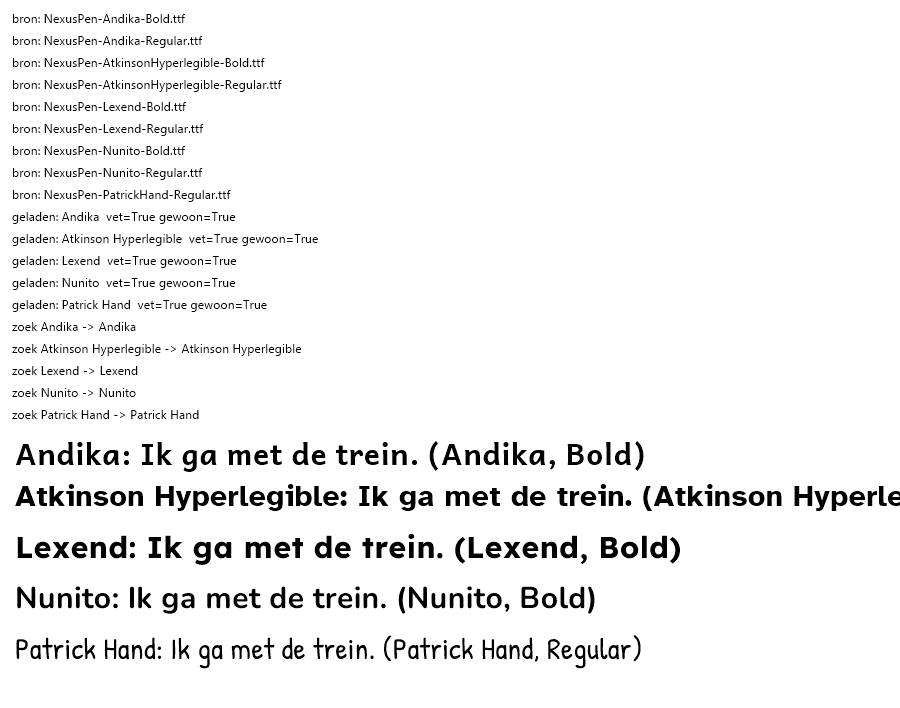 bron: NexusPen-Andika-Bold.ttf
bron: NexusPen-Andika-Regular.ttf
bron: NexusPen-AtkinsonHyperlegible-Bold.ttf
bron: NexusPen-AtkinsonHyperlegible-Regular.ttf
bron: NexusPen-Lexend-Bold.ttf
bron: NexusPen-Lexend-Regular.ttf
bron: NexusPen-Nunito-Bold.ttf
bron: NexusPen-Nunito-Regular.ttf
bron: NexusPen-PatrickHand-Regular.ttf
geladen: Andika  vet=True gewoon=True
geladen: Atkinson Hyperlegible  vet=True gewoon=True
geladen: Lexend  vet=True gewoon=True
geladen: Nunito  vet=True gewoon=True
geladen: Patrick Hand  vet=True gewoon=True
zoek Andika -> Andika
zoek Atkinson Hyperlegible -> Atkinson Hyperlegible
zoek Lexend -> Lexend
zoek Nunito -> Nunito
zoek Patrick Hand -> Patrick Hand
Andika: Ik ga met de trein. (Andika, Bold)
Atkinson Hyperlegible: Ik ga met de trein. (Atkinson Hyperle
Lexend: Ik ga met de trein. (Lexend, Bold)
Nunito: Ik ga met de trein. (Nunito, Bold)
Patrick Hand: Ik ga met de trein. (Patrick Hand, Regular)